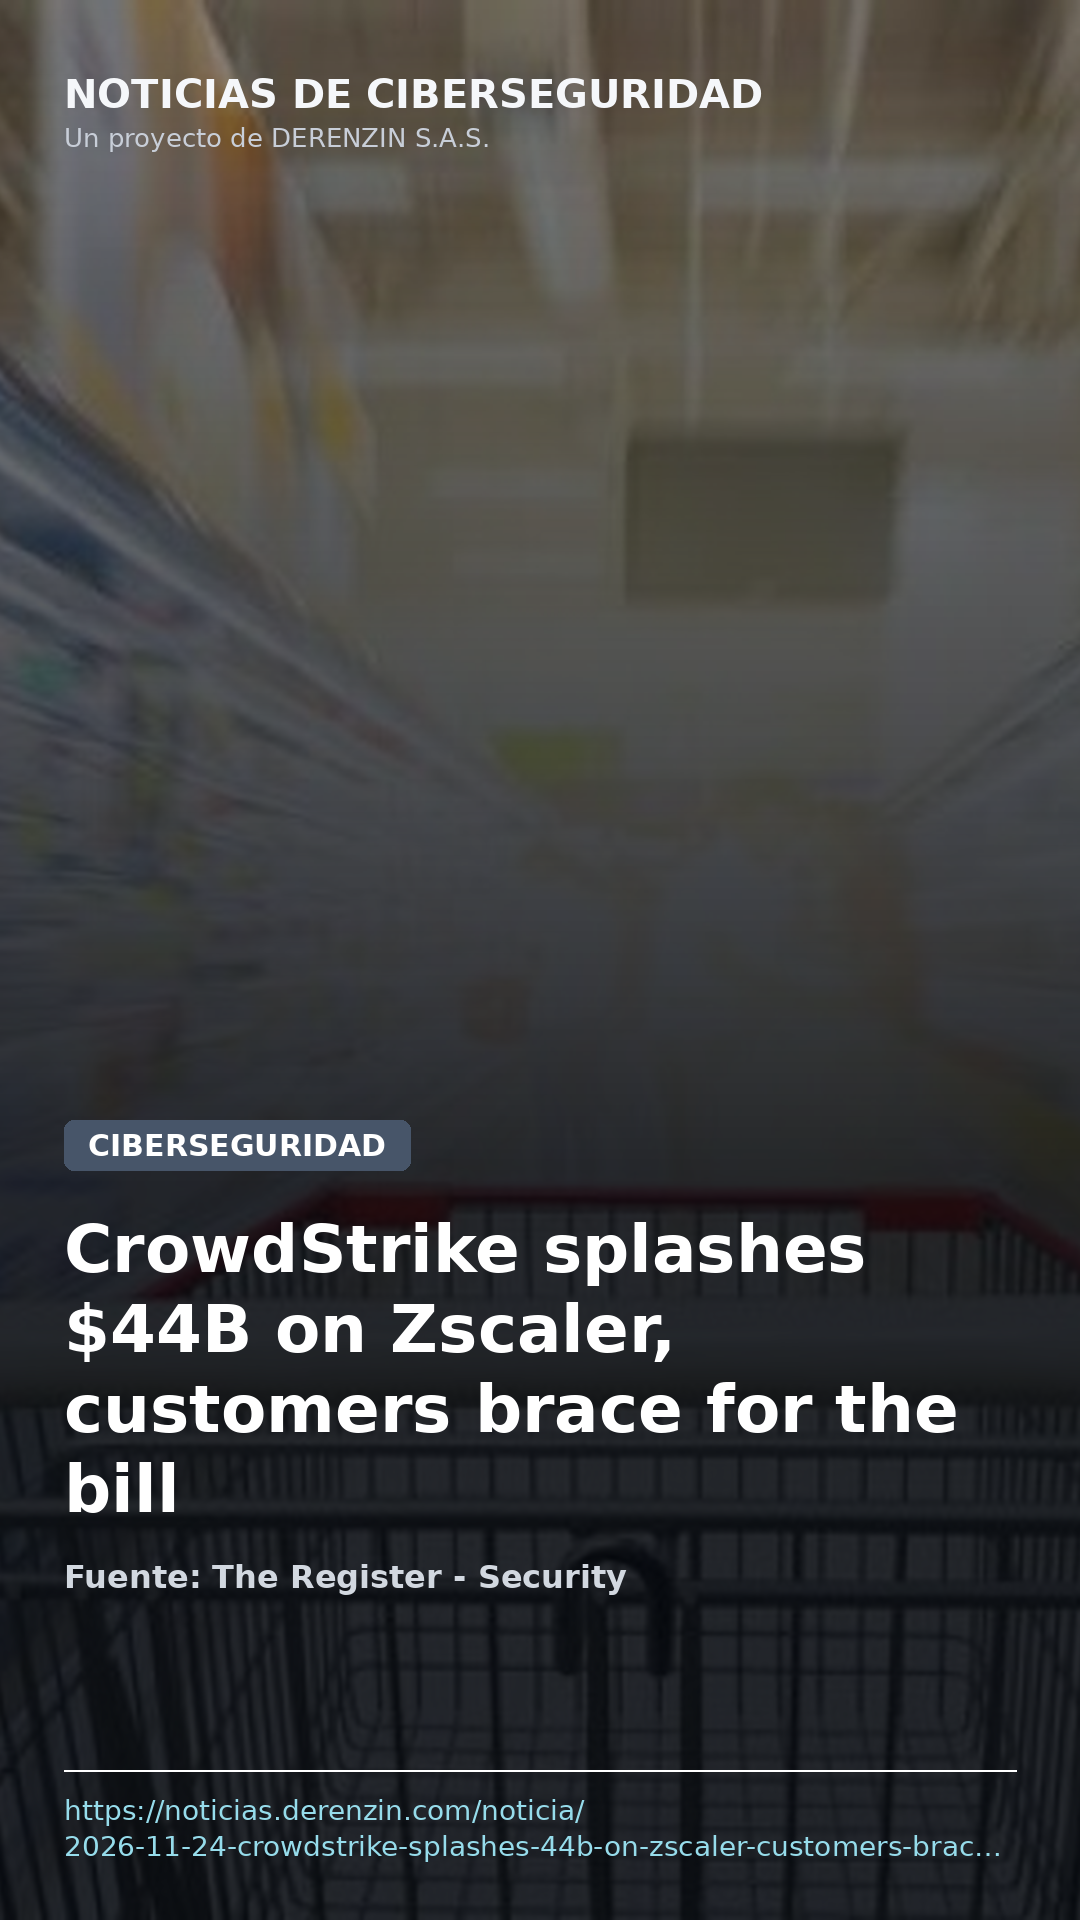 NOTICIAS DE CIBERSEGURIDAD
Un proyecto de DERENZIN S.A.S.
CIBERSEGURIDAD
CrowdStrike splashes
$44B on Zscaler,
customers brace for the
bill
Fuente: The Register - Security
https://noticias.derenzin.com/noticia/
2026-11-24-crowdstrike-splashes-44b-on-zscaler-customers-brac...